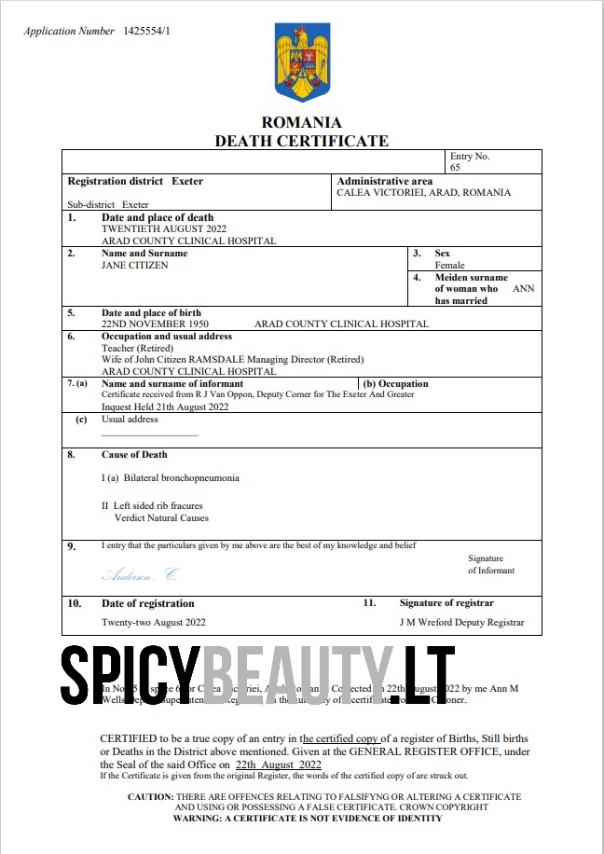 Application Number 1425554/1
ROMANIA
DEATH CERTIFICATE
Entry No.
65
Registration district Exeter
Sub-district Exeter
Administrative area
CALEA VICTORIEI, ARAD, ROMANIA
1. Date and place of death
TWENTIETH AUGUST 2022
ARAD COUNTY CLINICAL HOSPITAL
2. Name and Surname
JANE CITIZEN
3. Sex
Female
4. Meiden surname
of woman who ANN
has married
5. Date and place of birth
22ND NOVEMBER 1950 ARAD COUNTY CLINICAL HOSPITAL
6. Occupation and usual address
Teacher (Retired)
Wife of John Citizen RAMSDALE Managing Director (Retired)
ARAD COUNTY CLINICAL HOSPITAL
7. (a) Name and surname of informant (b) Occupation
Certificate received from R J Van Oppon, Deputy Corner for The Exeter And Greater
Inquest Held 21th August 2022
(c) Usual address
8. Cause of Death
I (a) Bilateral bronchopneumonia
II Left sided rib fracures
Verdict Natural Causes
9. I entry that the particulars given by me above are the best of my knowledge and belief
Andersen. C.
Signature
of Informant
10. Date of registration 11. Signature of registrar
Twenty-two August 2022 J M Wreford Deputy Registrar
SPICYBEAUTY.LT
In 22th by me Ann M
Wells
CERTIFIED to be a true copy of an entry in the certified copy of a register of Births, Still births
or Deaths in the District above mentioned. Given at the GENERAL REGISTER OFFICE, under
the Seal of the said Office on 22th August 2022
If the Certificate is given from the original Register, the words of the certified copy of are struck out.
CAUTION: THERE ARE OFFENCES RELATING TO FALSIFYNG OR ALTERING A CERTIFICATE
AND USING OR POSSESSING A FALSE CERTIFICATE. CROWN COPYRIGHT
WARNING: A CERTIFICATE IS NOT EVIDENCE OF IDENTITY